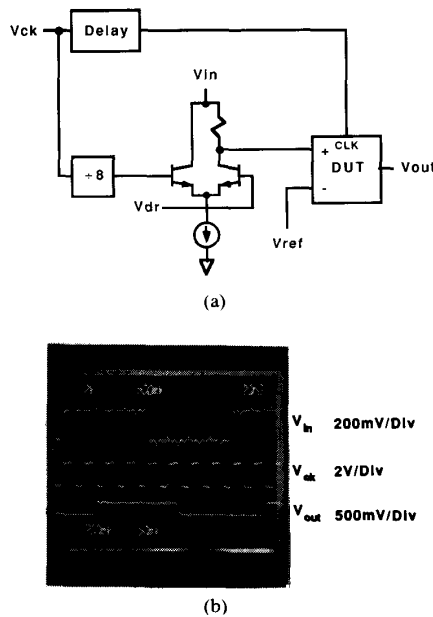 Vck
Delay
Vin
÷8
+ CLK
DUT
-
Vout
Vdr
Vref
(a)
Vin 200mV/Div
Vck 2V/Div
Vout 500mV/Div
(b)